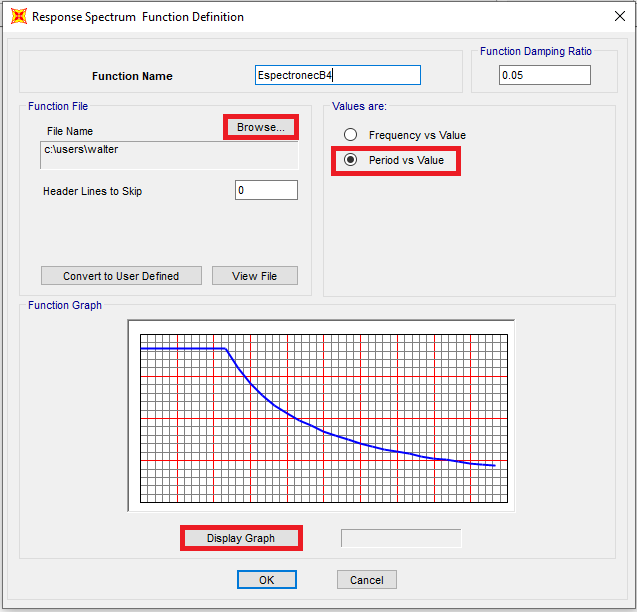 Response Spectrum Function Definition
Function Damping Ratio
Function Name
EspectronecB4
0.05
Function File
Values are:
File Name
Browse...
Frequency vs Value
c:\users\walter
Period vs Value
Header Lines to Skip
0
Convert to User Defined
View File
Function Graph
Display Graph
OK
Cancel